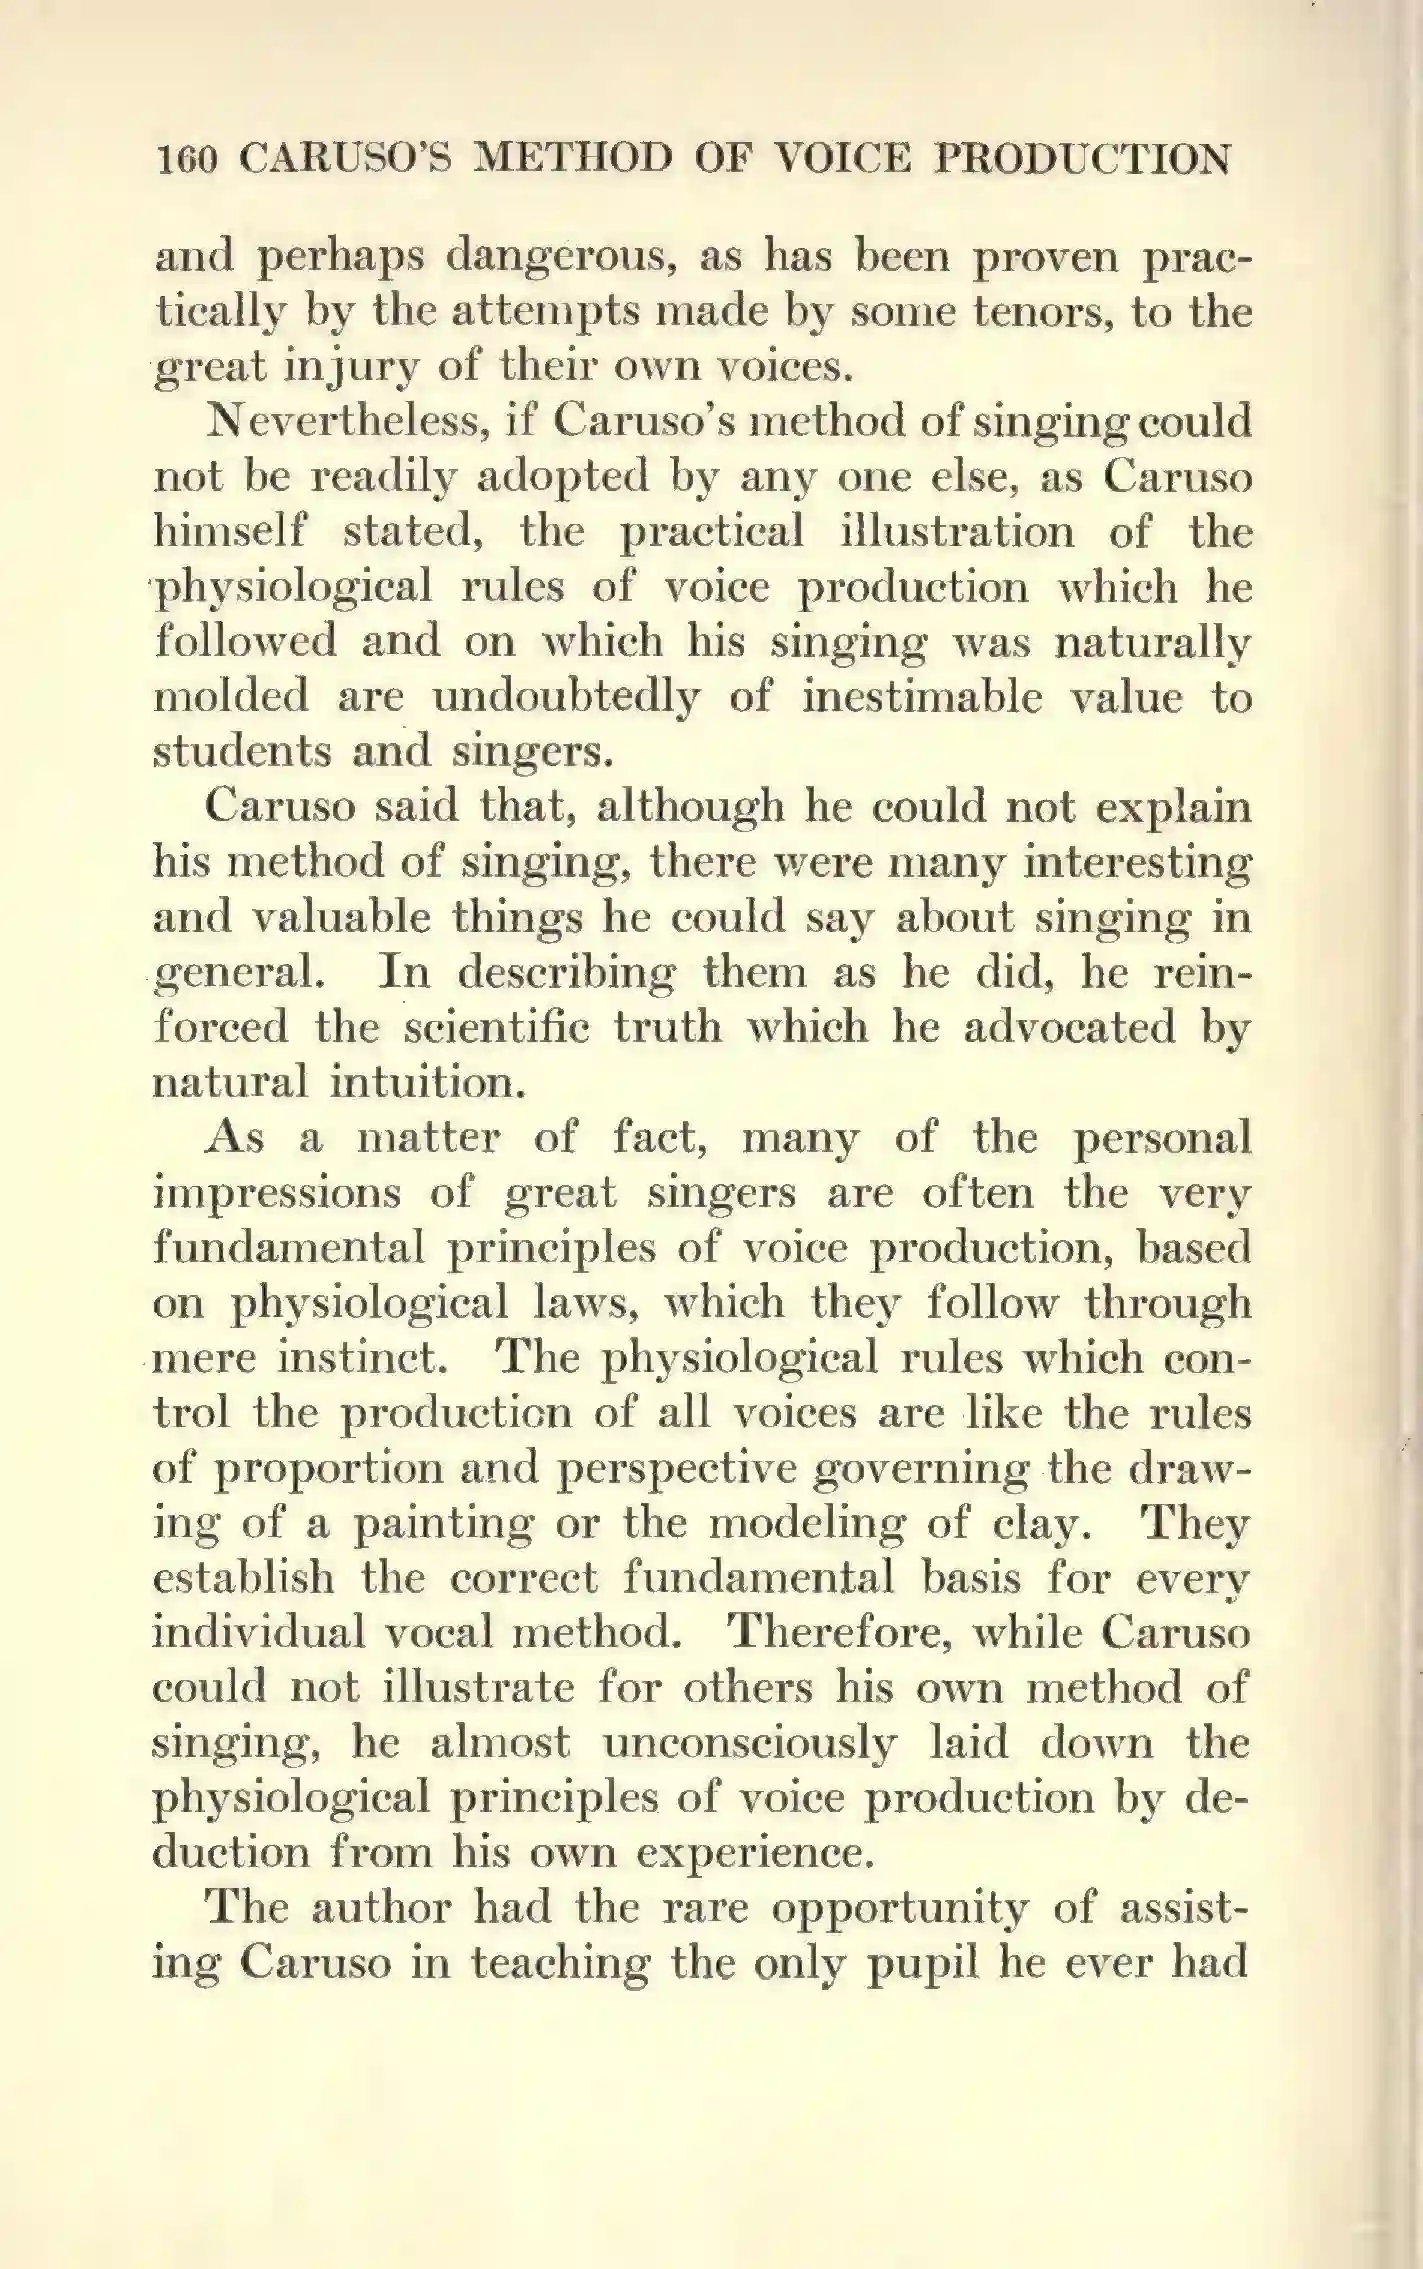 160 CARUSO'S METHOD OF VOICE PRODUCTION
and perhaps dangerous, as has been proven prac-
tically by the attempts made by some tenors, to the
great injury of their own voices.
Nevertheless, if Caruso's method of singing could
not be readily adopted by any one else, as Caruso
himself stated, the practical illustration of the
physiological rules of voice production which he
followed and on which his singing was naturally
molded are undoubtedly of inestimable value to
students and singers.
Caruso said that, although he could not explain
his method of singing, there were many interesting
and valuable things he could say about singing in
general. In describing them as he did, he rein-
forced the scientific truth which he advocated by
natural intuition.
As a matter of fact, many of the personal
impressions of great singers are often the very
fundamental principles of voice production, based
on physiological laws, which they follow through
mere instinct. The physiological rules which con-
trol the production of all voices are like the rules
of proportion and perspective governing the draw-
ing of a painting or the modeling of clay. They
establish the correct fundamental basis for every
individual vocal method. Therefore, while Caruso
could not illustrate for others his own method of
singing, he almost unconsciously laid down the
physiological principles of voice production by de-
duction from his own experience.
The author had the rare opportunity of assist-
ing Caruso in teaching the only pupil he ever had